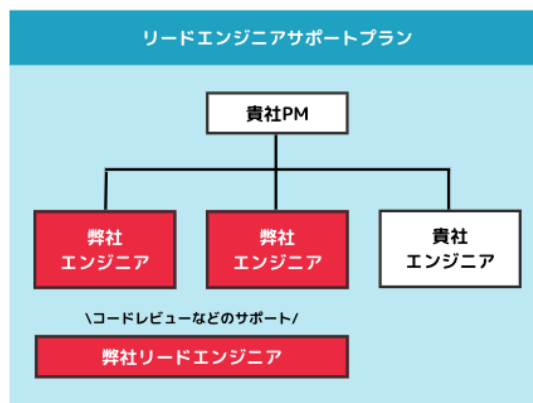 リードエンジニアサポートプラン
貴社PM
弊社
エンジニア
弊社
エンジニア
貴社
エンジニア
\コードレビューなどのサポート/
弊社リードエンジニア